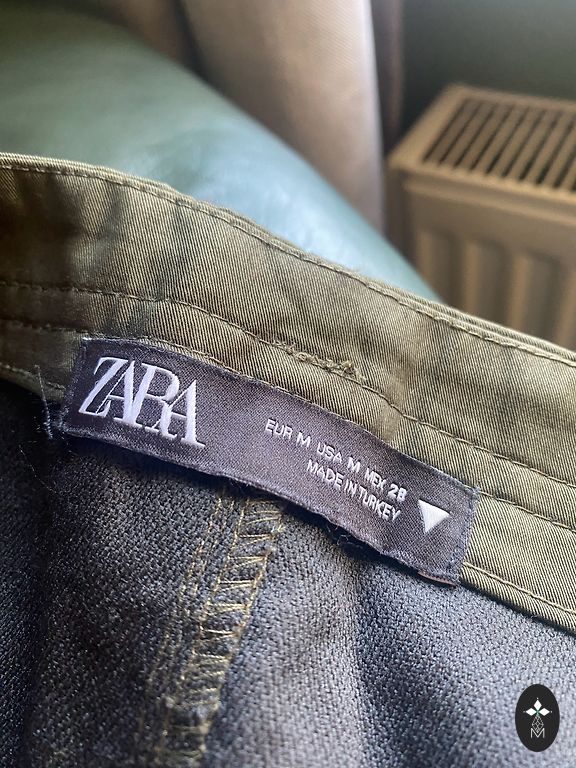 ZARA
EUR M USA M MEX 28
MADE IN TURKEY
M